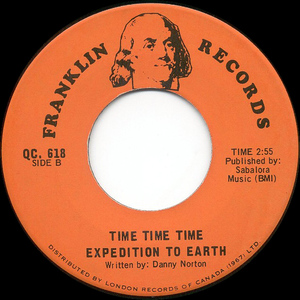 FRANKLIN RECORDS
QC. 618
SIDE B
TIME 2:55
Published by:
Sabalora
Music (BMI)
TIME TIME TIME
EXPEDITION TO EARTH
Written by: Danny Norton
DISTRIBUTED BY LONDON RECORDS OF CANADA (1967) LTD.